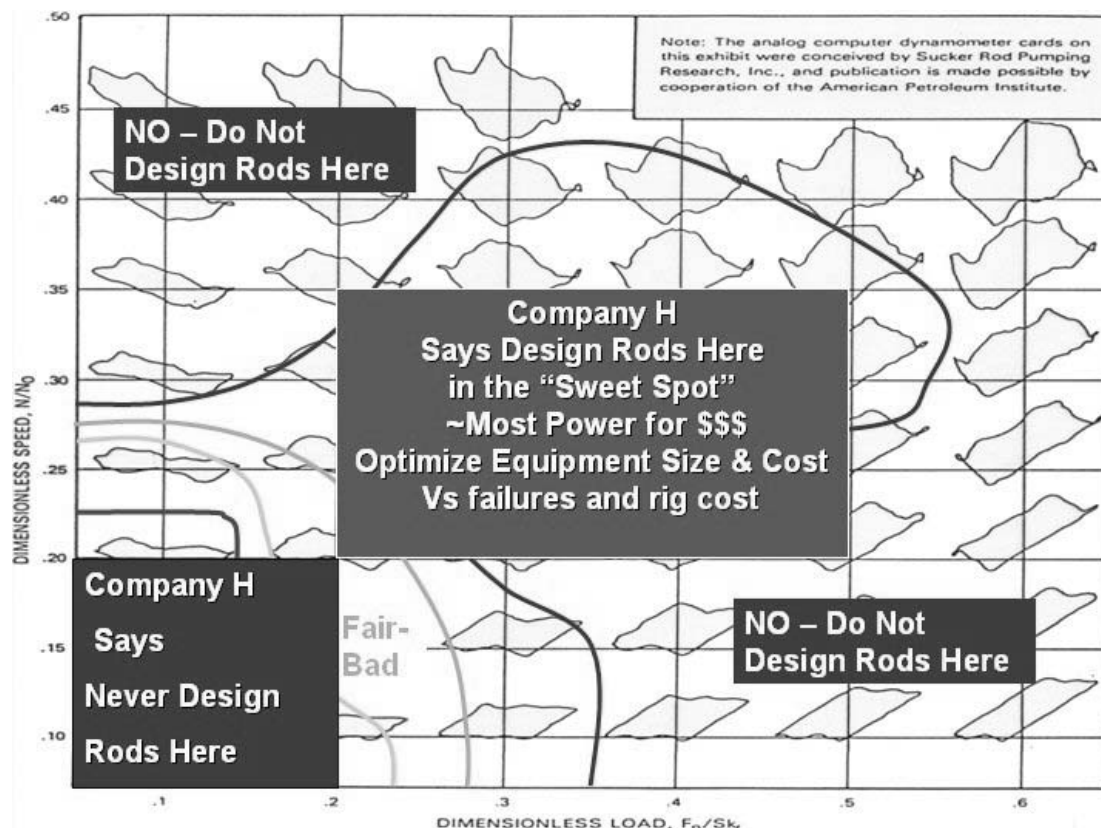 .50
Note: The analog computer dynamometer cards on
this exhibit were conceived by Sucker Rod Pumping
Research, Inc., and publication is made possible by
cooperation of the American Petroleum Institute.
.45
NO – Do Not
Design Rods Here
.40
.35
Company H
Says Design Rods Here
in the “Sweet Spot”
~Most Power for $$$
Optimize Equipment Size & Cost
Vs failures and rig cost
.30
DIMENSIONLESS SPEED, N/N₀
.25
.20
Company H
Says
Never Design
Rods Here
Fair-
Bad
NO – Do Not
Design Rods Here
.15
.10
.1 .2 .3 .4 .5 .6
DIMENSIONLESS LOAD, F₀/Skᵣ